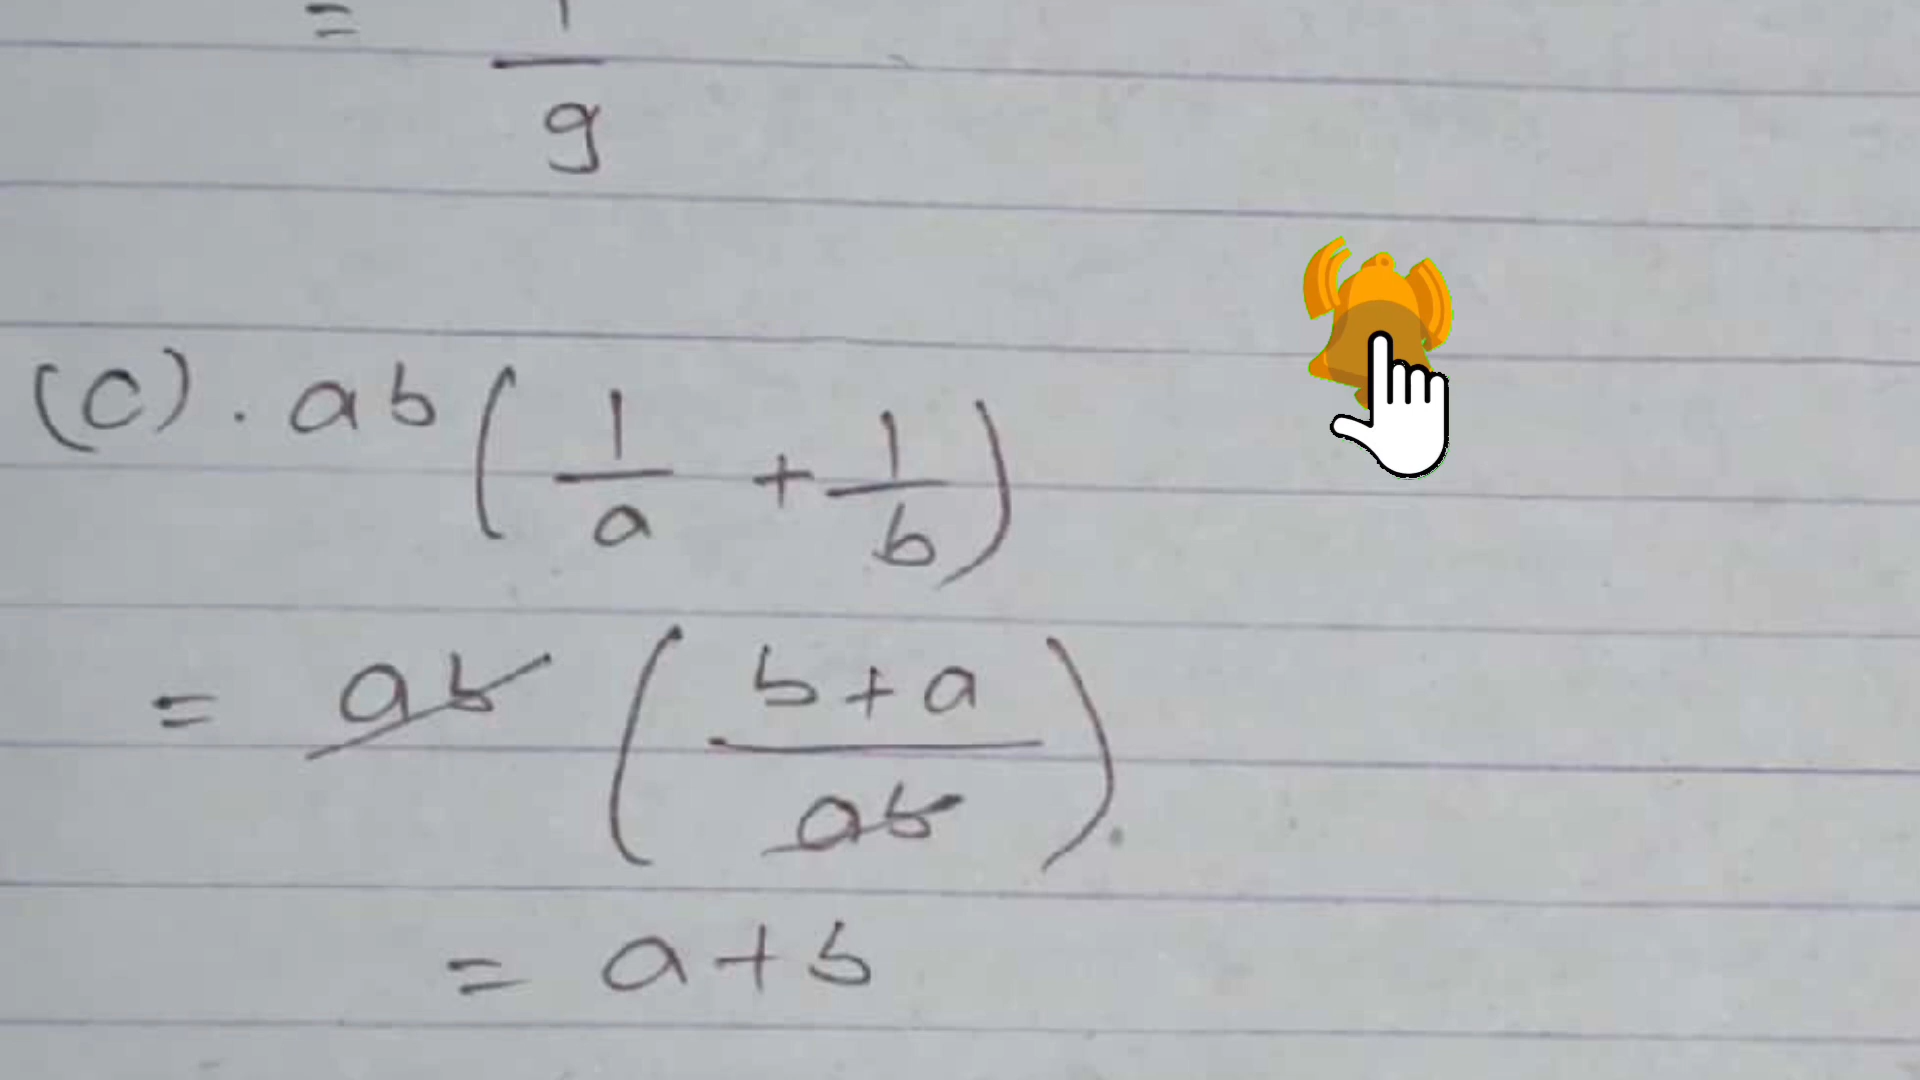 = 1/9
(c). ab (1/a + 1/b)
= ab ((b+a)/ab).
= a+b